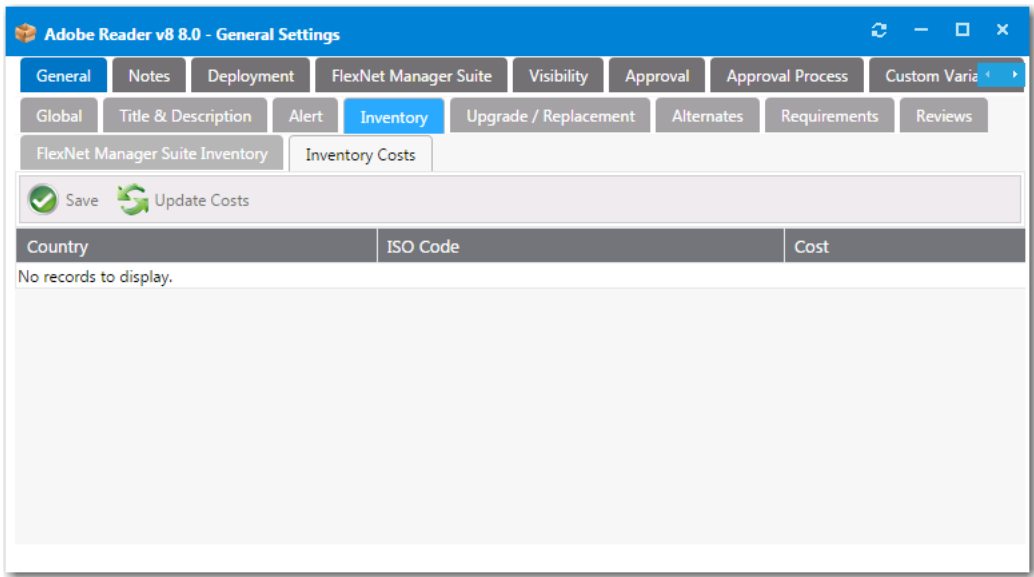 Adobe Reader v8 8.0 - General Settings
General Notes Deployment FlexNet Manager Suite Visibility Approval Approval Process Custom Varia
Global Title & Description Alert Inventory Upgrade / Replacement Alternates Requirements Reviews
FlexNet Manager Suite Inventory Inventory Costs
Save Update Costs
Country ISO Code Cost
No records to display.